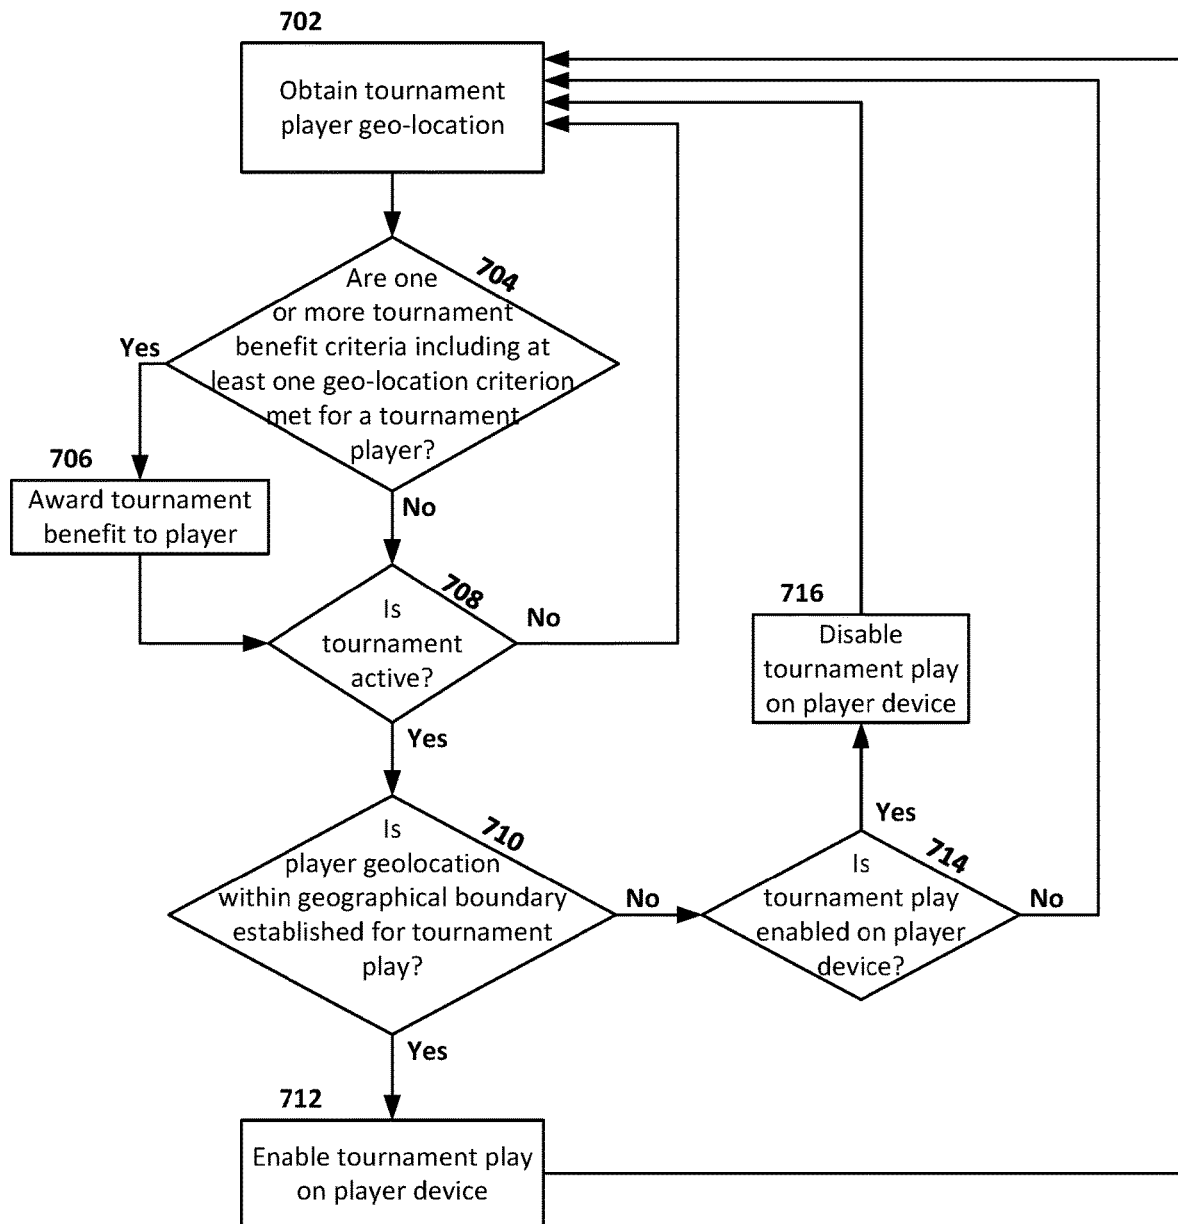 702
Obtain tournament
player geo-location
704
Are one
or more tournament
benefit criteria including at
least one geo-location criterion
met for a tournament
player?
Yes
No
706
Award tournament
benefit to player
708
Is
tournament
active?
No
Yes
710
Is
player geolocation
within geographical boundary
established for tournament
play?
No
Yes
714
Is
tournament play
enabled on player
device?
Yes
No
716
Disable
tournament play
on player device
712
Enable tournament play
on player device